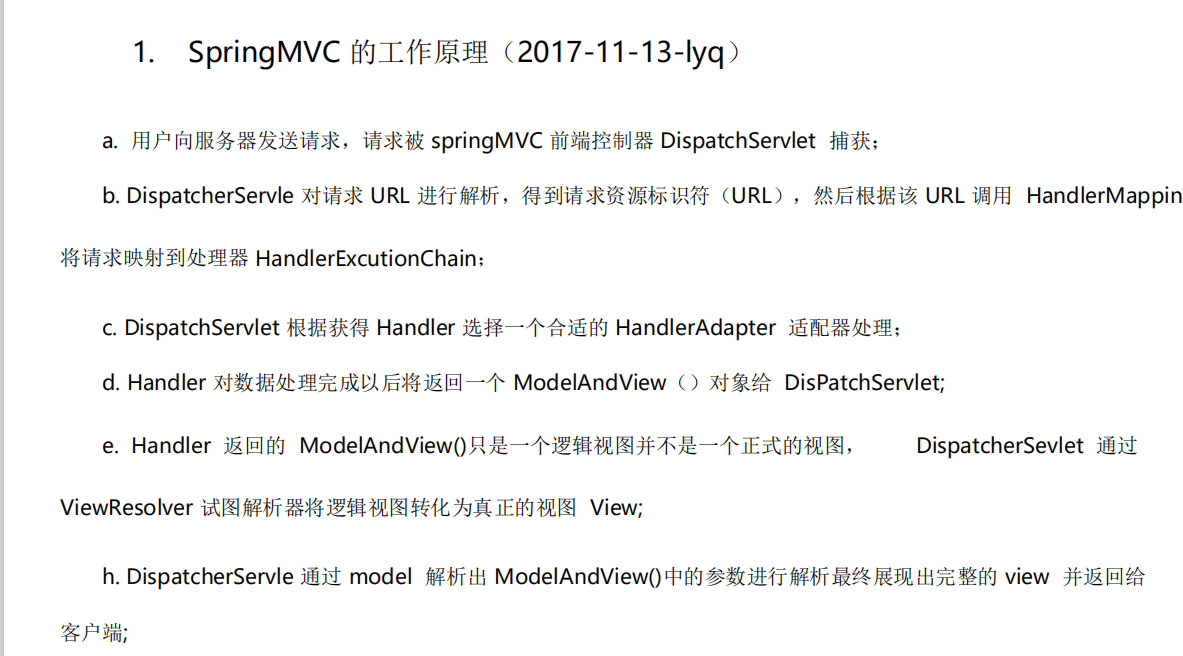 1. SpringMVC 的工作原理（2017-11-13-lyq）
a. 用户向服务器发送请求，请求被 springMVC 前端控制器 DispatchServlet 捕获；
b. DispatcherServle 对请求 URL 进行解析，得到请求资源标识符（URL），然后根据该 URL 调用 HandlerMappin
将请求映射到处理器 HandlerExcutionChain；
c. DispatchServlet 根据获得 Handler 选择一个合适的 HandlerAdapter 适配器处理；
d. Handler 对数据处理完成以后将返回一个 ModelAndView（）对象给 DisPatchServlet;
e. Handler 返回的 ModelAndView()只是一个逻辑视图并不是一个正式的视图， DispatcherSevlet 通过
ViewResolver 试图解析器将逻辑视图转化为真正的视图 View;
h. DispatcherServle 通过 model 解析出 ModelAndView()中的参数进行解析最终展现出完整的 view 并返回给
客户端;